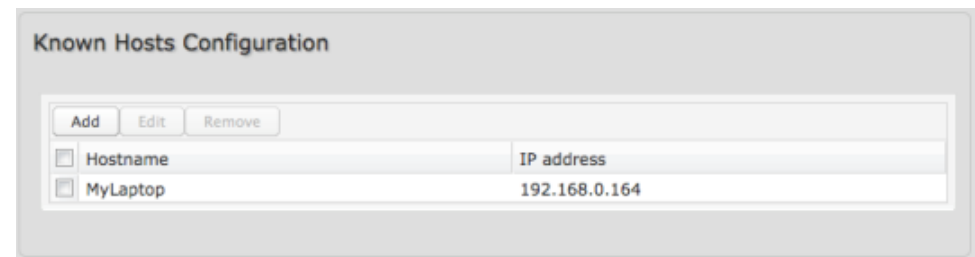 Known Hosts Configuration
Add Edit Remove
Hostname IP address
MyLaptop 192.168.0.164